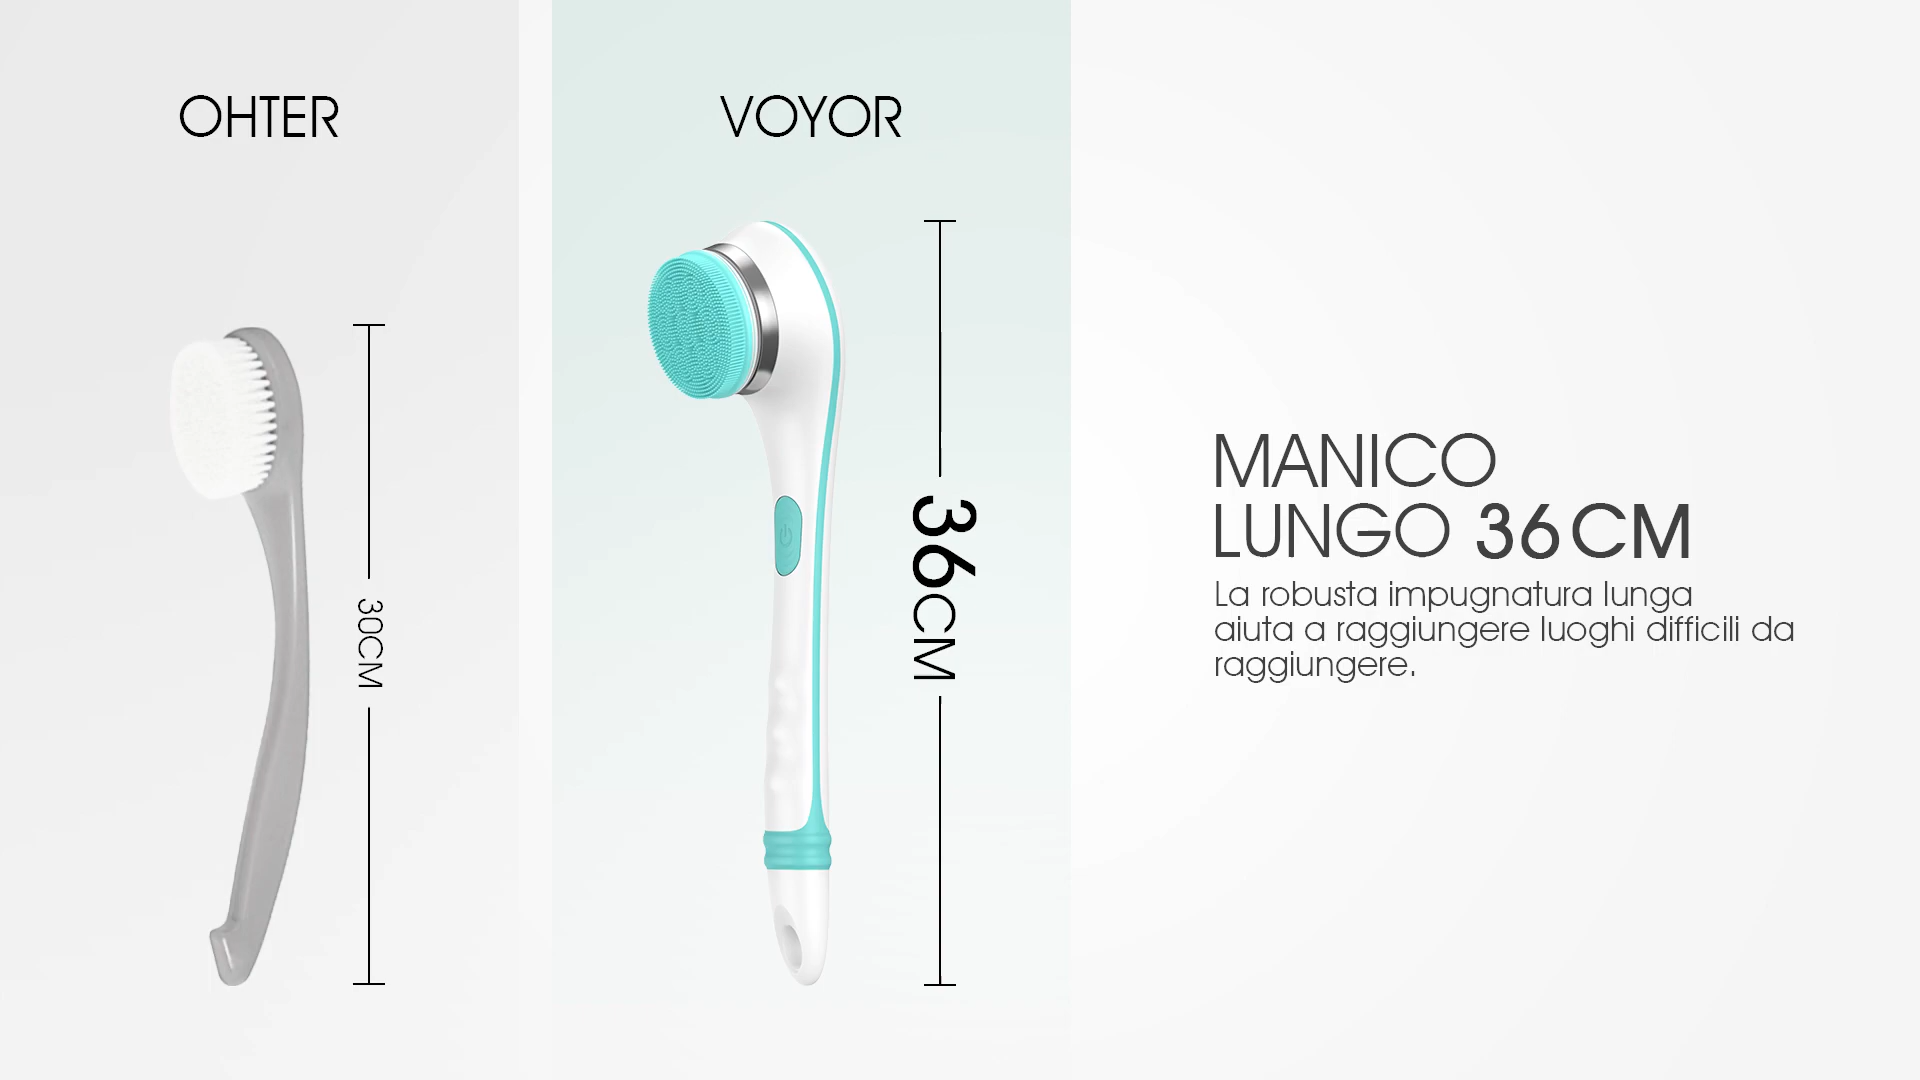 OHTER
30CM
VOYOR
36CM
MANICO
LUNGO 36CM
La robusta impugnatura lunga
aiuta a raggiungere luoghi difficili da
raggiungere.